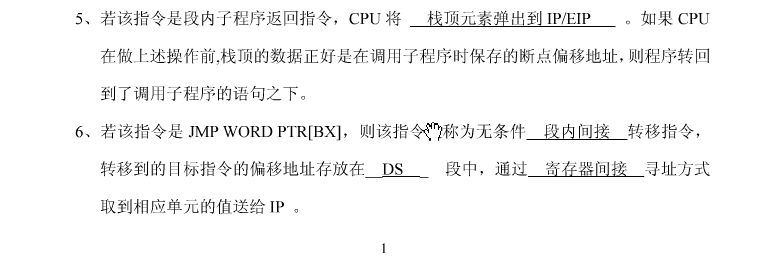 5、若该指令是段内子程序返回指令，CPU 将 栈顶元素弹出到 IP/EIP 。如果 CPU
在做上述操作前,栈顶的数据正好是在调用子程序时保存的断点偏移地址，则程序转回
到了调用子程序的语句之下。
6、若该指令是 JMP WORD PTR[BX]，则该指令称为无条件 段内间接 转移指令，
转移到的目标指令的偏移地址存放在__DS__ 段中，通过 寄存器间接 寻址方式
取到相应单元的值送给 IP 。
1